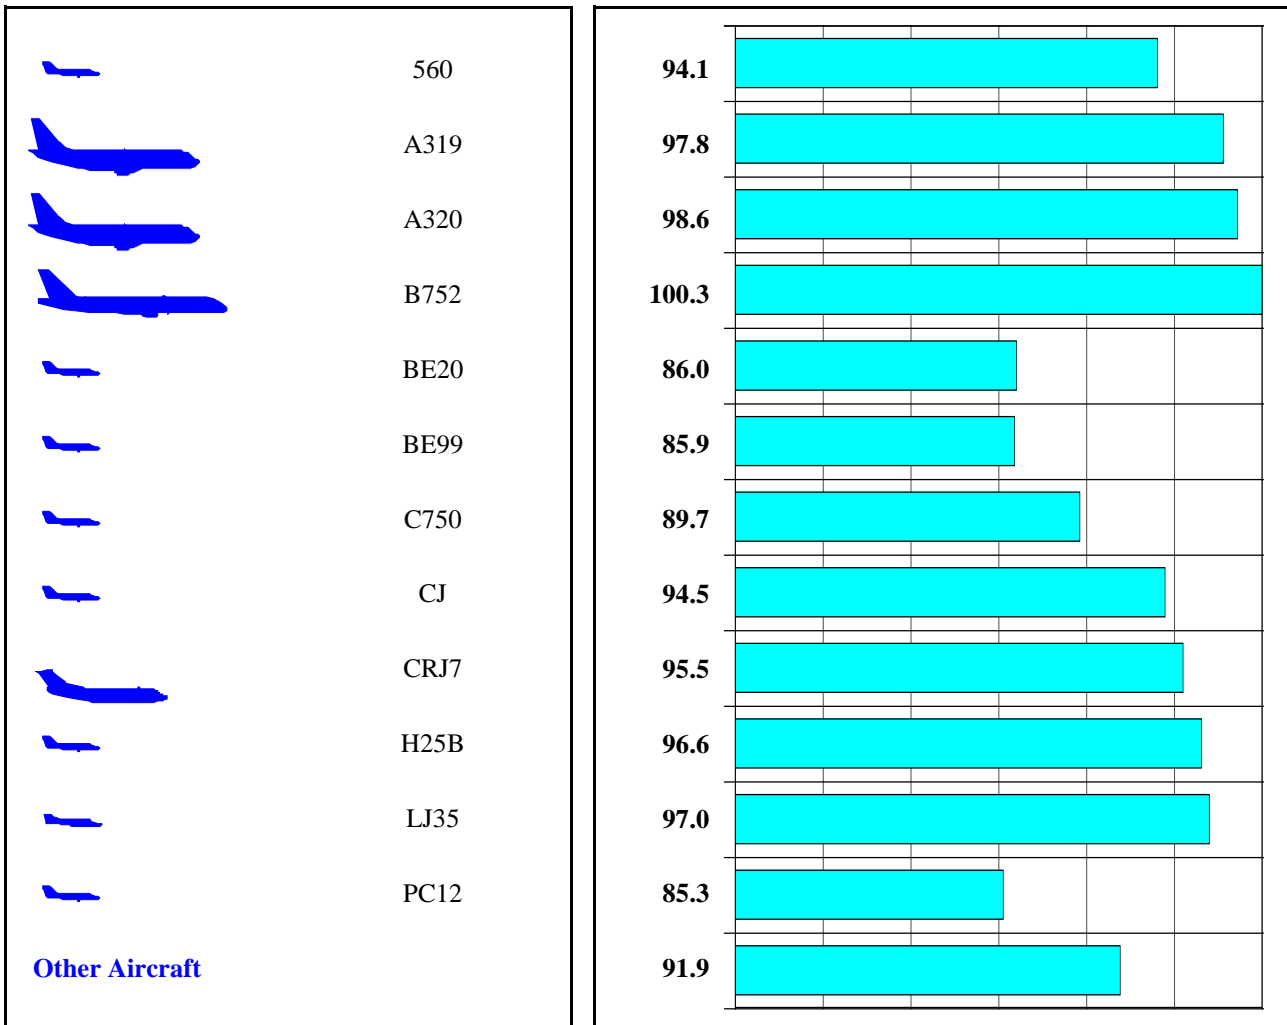 560 94.1
A319 97.8
A320 98.6
B752 100.3
BE20 86.0
BE99 85.9
C750 89.7
CJ 94.5
CRJ7 95.5
H25B 96.6
LJ35 97.0
PC12 85.3
Other Aircraft 91.9